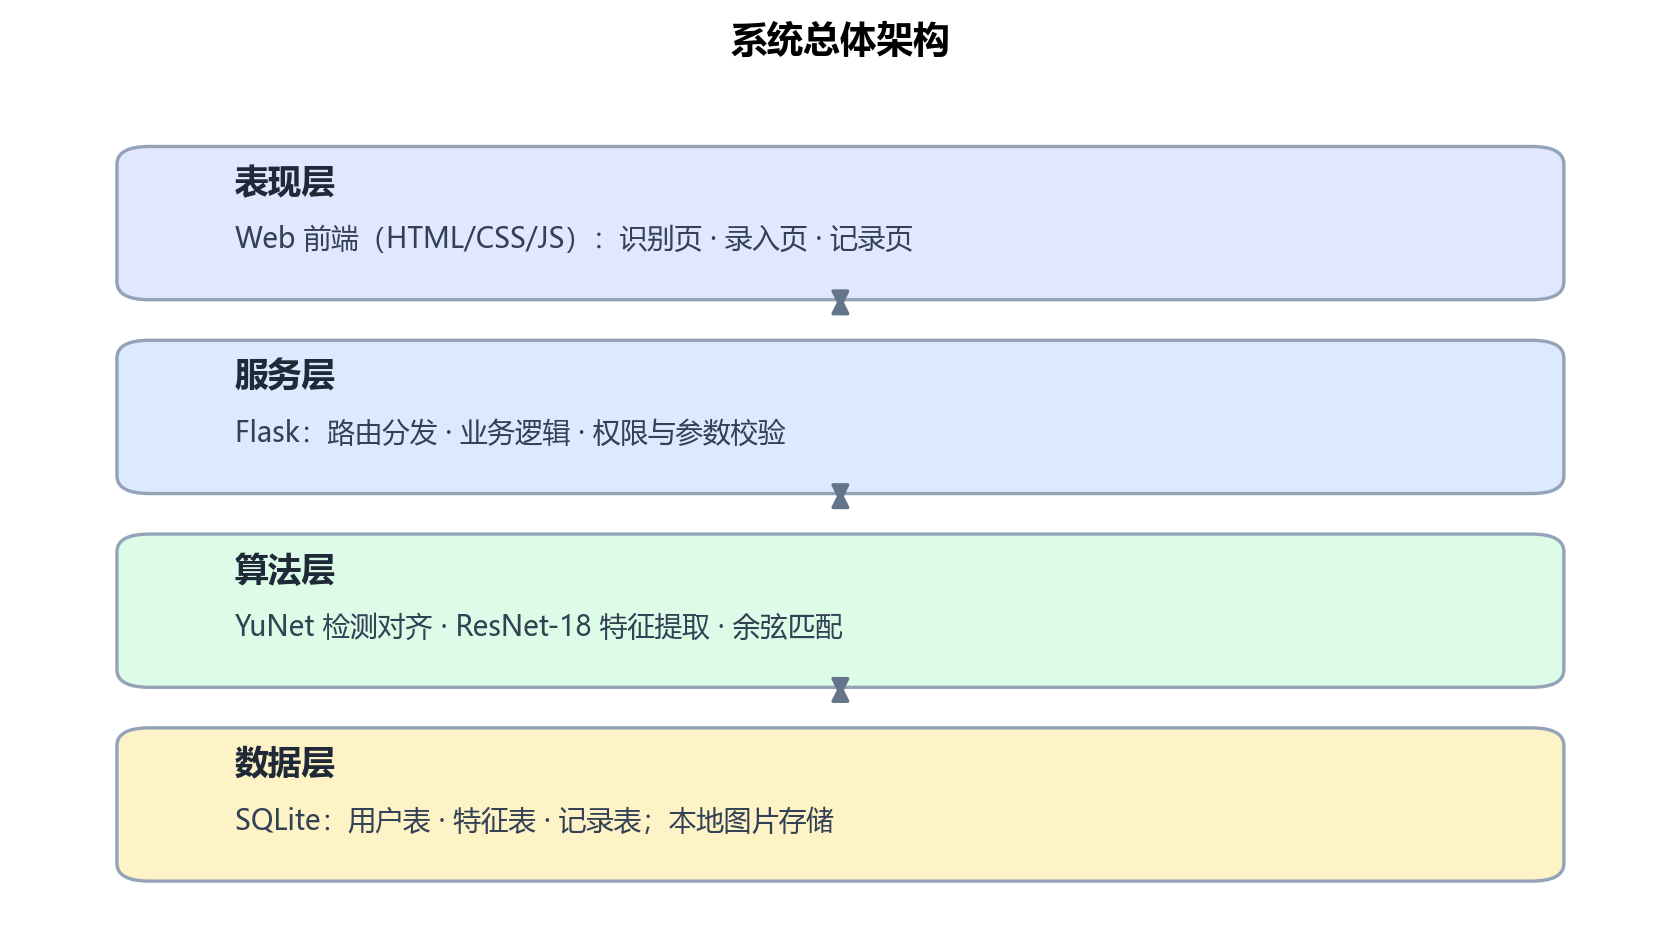 系统总体架构
表现层
Web 前端（HTML/CSS/JS）：识别页 · 录入页 · 记录页
服务层
Flask：路由分发 · 业务逻辑 · 权限与参数校验
算法层
YuNet 检测对齐 · ResNet-18 特征提取 · 余弦匹配
数据层
SQLite：用户表 · 特征表 · 记录表；本地图片存储